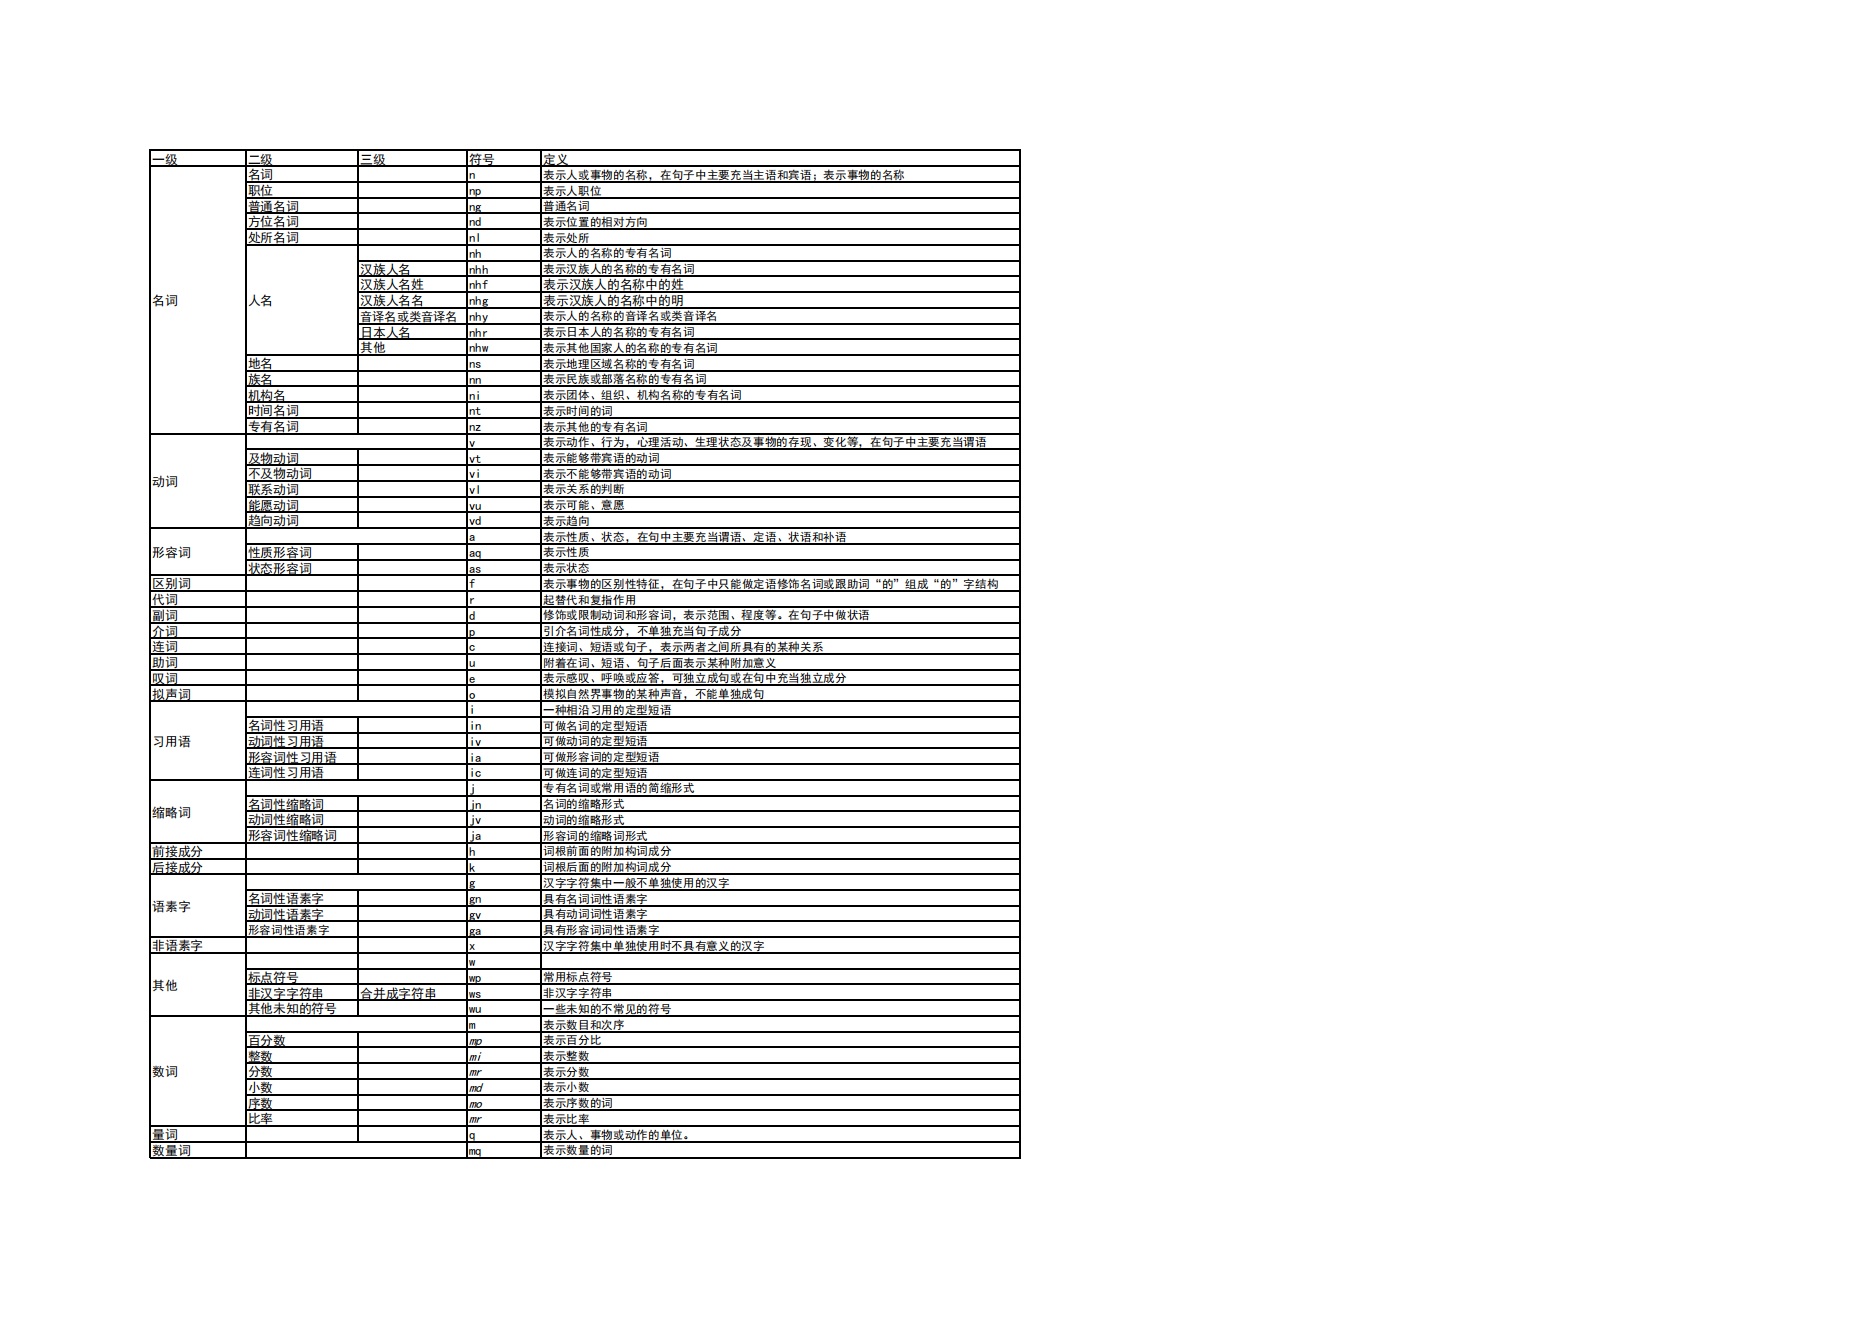 一级 二级 三级 符号 定义
名词 n 表示人或事物的名称，在句子中主要充当主语和宾语；表示事物的名称
职位 np 表示人职位
普通名词 ng 普通名词
方位名词 nd 表示位置的相对方向
处所名词 nl 表示处所
nh 表示人的名称的专有名词
汉族人名 nhh 表示汉族人的名称的专有名词
汉族人名姓 nhf 表示汉族人的名称中的姓
名词 人名 汉族人名名 nhg 表示汉族人的名称中的明
音译名或类音译名 nhy 表示人的名称的音译名或类音译名
日本人名 nhr 表示日本人的名称的专有名词
其他 nhw 表示其他国家人的名称的专有名词
地名 ns 表示地理区域名称的专有名词
族名 nn 表示民族或部落名称的专有名词
机构名 ni 表示团体、组织、机构名称的专有名词
时间名词 nt 表示时间的词
专有名词 nz 表示其他的专有名词
v 表示动作、行为，心理活动、生理状态及事物的存现、变化等，在句子中主要充当谓语
及物动词 vt 表示能够带宾语的动词
不及物动词 vi 表示不能够带宾语的动词
动词 联系动词 vl 表示关系的判断
能愿动词 vu 表示可能、意愿
趋向动词 vd 表示趋向
a 表示性质、状态，在句中主要充当谓语、定语、状语和补语
形容词 性质形容词 aq 表示性质
状态形容词 as 表示状态
区别词 f 表示事物的区别性特征，在句子中只能做定语修饰名词或跟助词“的”组成“的”字结构
代词 r 起替代和复指作用
副词 d 修饰或限制动词和形容词，表示范围、程度等。在句子中做状语
介词 p 引介名词性成分，不单独充当句子成分
连词 c 连接词、短语或句子，表示两者之间所具有的某种关系
助词 u 附着在词、短语、句子后面表示某种附加意义
叹词 e 表示感叹、呼唤或应答，可独立成句或在句中充当独立成分
拟声词 o 模拟自然界事物的某种声音，不能单独成句
i 一种相沿习用的定型短语
名词性习用语 in 可做名词的定型短语
习用语 动词性习用语 iv 可做动词的定型短语
形容词性习用语 ia 可做形容词的定型短语
连词性习用语 ic 可做连词的定型短语
j 专有名词或常用语的简缩形式
名词性缩略词 jn 名词的缩略形式
缩略词 动词性缩略词 jv 动词的缩略形式
形容词性缩略词 ja 形容词的缩略词形式
前接成分 h 词根前面的附加构词成分
后接成分 k 词根后面的附加构词成分
g 汉字字符集中一般不单独使用的汉字
名词性语素字 gn 具有名词词性语素字
语素字 动词性语素字 gv 具有动词词性语素字
形容词性语素字 ga 具有形容词词性语素字
非语素字 x 汉字字符集中单独使用时不具有意义的汉字
w
标点符号 wp 常用标点符号
其他 非汉字字符串 合并成字符串 ws 非汉字字符串
其他未知的符号 wu 一些未知的不常见的符号
m 表示数目和次序
百分数 mp 表示百分比
整数 mi 表示整数
数词 分数 mr 表示分数
小数 md 表示小数
序数 mo 表示序数的词
比率 mr 表示比率
量词 q 表示人、事物或动作的单位。
数量词 mq 表示数量的词